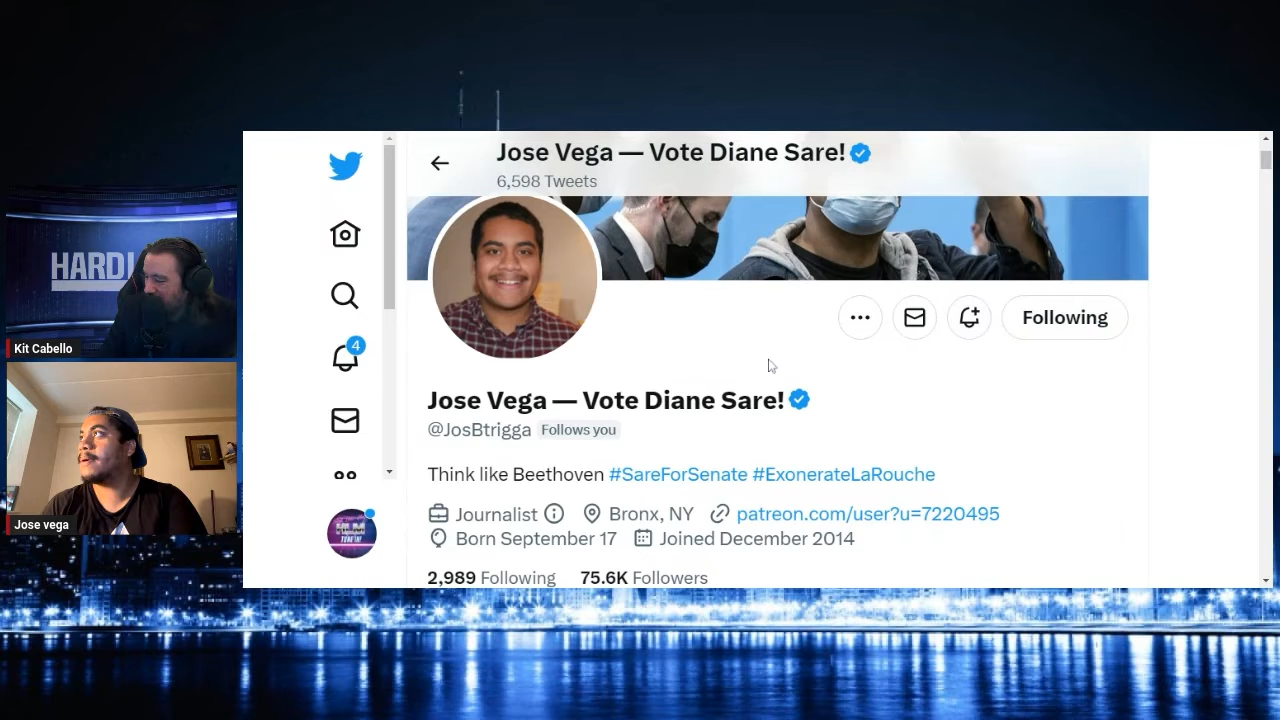 Jose Vega — Vote Diane Sare!
6,598 Tweets
HARDL
4
Following
Kit Cabello
Jose Vega — Vote Diane Sare!
@JosBtrigga Follows you
Think like Beethoven #SareForSenate #ExonerateLaRouche
Journalist Bronx, NY patreon.com/user?u=7220495
Born September 17 Joined December 2014
2,989 Following 75.6K Followers
HLM
Jose vega